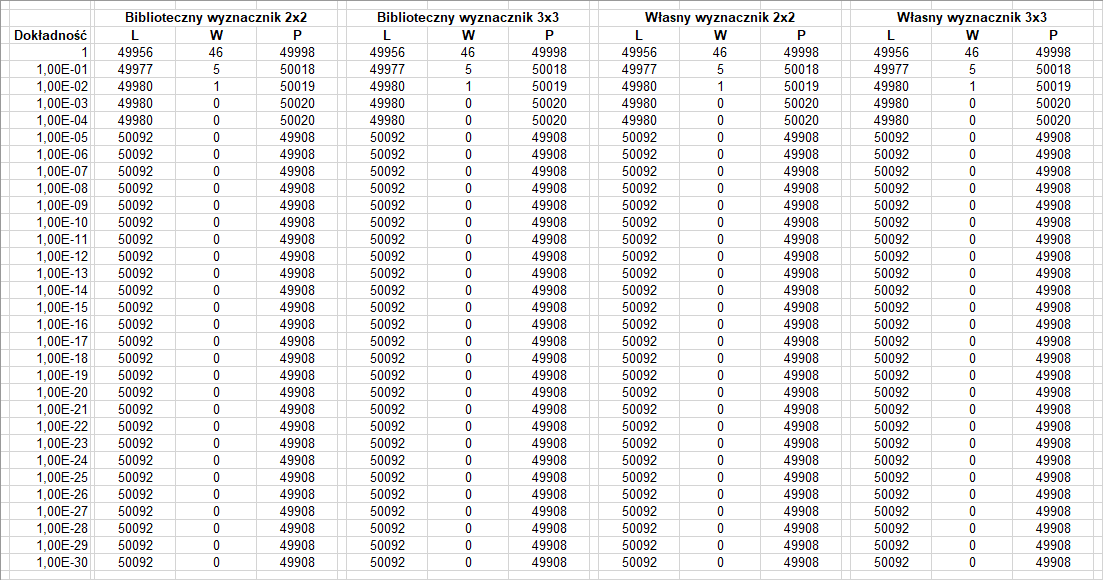 Biblioteczny wyznacznik 2x2 Biblioteczny wyznacznik 3x3 Własny wyznacznik 2x2 Własny wyznacznik 3x3
Dokładność L W P L W P L W P L W P
1 49956 46 49998 49956 46 49998 49956 46 49998 49956 46 49998
1,00E-01 49977 5 50018 49977 5 50018 49977 5 50018 49977 5 50018
1,00E-02 49980 1 50019 49980 1 50019 49980 1 50019 49980 1 50019
1,00E-03 49980 0 50020 49980 0 50020 49980 0 50020 49980 0 50020
1,00E-04 49980 0 50020 49980 0 50020 49980 0 50020 49980 0 50020
1,00E-05 50092 0 49908 50092 0 49908 50092 0 49908 50092 0 49908
1,00E-06 50092 0 49908 50092 0 49908 50092 0 49908 50092 0 49908
1,00E-07 50092 0 49908 50092 0 49908 50092 0 49908 50092 0 49908
1,00E-08 50092 0 49908 50092 0 49908 50092 0 49908 50092 0 49908
1,00E-09 50092 0 49908 50092 0 49908 50092 0 49908 50092 0 49908
1,00E-10 50092 0 49908 50092 0 49908 50092 0 49908 50092 0 49908
1,00E-11 50092 0 49908 50092 0 49908 50092 0 49908 50092 0 49908
1,00E-12 50092 0 49908 50092 0 49908 50092 0 49908 50092 0 49908
1,00E-13 50092 0 49908 50092 0 49908 50092 0 49908 50092 0 49908
1,00E-14 50092 0 49908 50092 0 49908 50092 0 49908 50092 0 49908
1,00E-15 50092 0 49908 50092 0 49908 50092 0 49908 50092 0 49908
1,00E-16 50092 0 49908 50092 0 49908 50092 0 49908 50092 0 49908
1,00E-17 50092 0 49908 50092 0 49908 50092 0 49908 50092 0 49908
1,00E-18 50092 0 49908 50092 0 49908 50092 0 49908 50092 0 49908
1,00E-19 50092 0 49908 50092 0 49908 50092 0 49908 50092 0 49908
1,00E-20 50092 0 49908 50092 0 49908 50092 0 49908 50092 0 49908
1,00E-21 50092 0 49908 50092 0 49908 50092 0 49908 50092 0 49908
1,00E-22 50092 0 49908 50092 0 49908 50092 0 49908 50092 0 49908
1,00E-23 50092 0 49908 50092 0 49908 50092 0 49908 50092 0 49908
1,00E-24 50092 0 49908 50092 0 49908 50092 0 49908 50092 0 49908
1,00E-25 50092 0 49908 50092 0 49908 50092 0 49908 50092 0 49908
1,00E-26 50092 0 49908 50092 0 49908 50092 0 49908 50092 0 49908
1,00E-27 50092 0 49908 50092 0 49908 50092 0 49908 50092 0 49908
1,00E-28 50092 0 49908 50092 0 49908 50092 0 49908 50092 0 49908
1,00E-29 50092 0 49908 50092 0 49908 50092 0 49908 50092 0 49908
1,00E-30 50092 0 49908 50092 0 49908 50092 0 49908 50092 0 49908